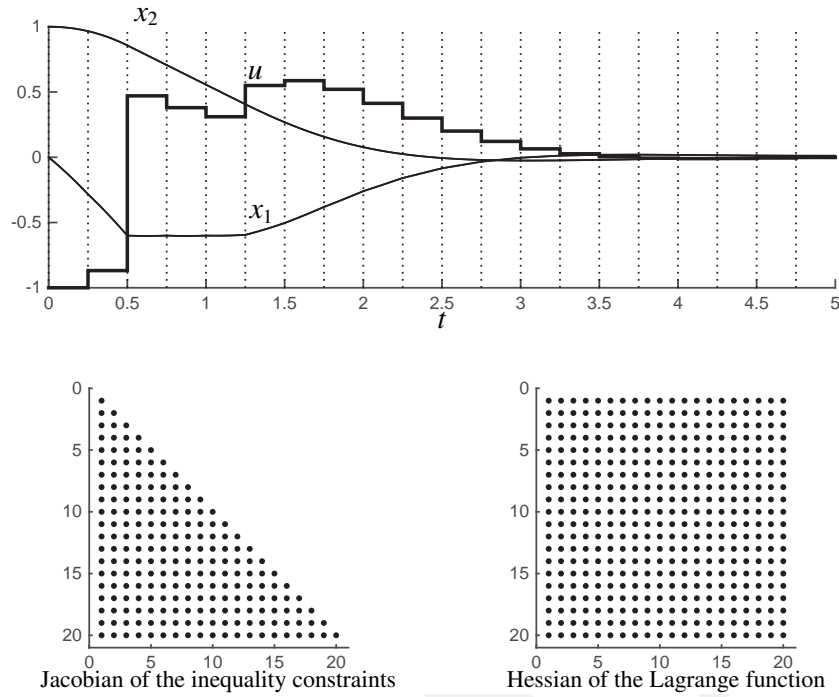 x2
1
0.5
u
0
x1
-0.5
-1
0 0.5 1 1.5 2 2.5 3 3.5 4 4.5 5
t
0
5
10
15
20
0 5 10 15 20
Jacobian of the inequality constraints
0
5
10
15
20
0 5 10 15 20
Hessian of the Lagrange function